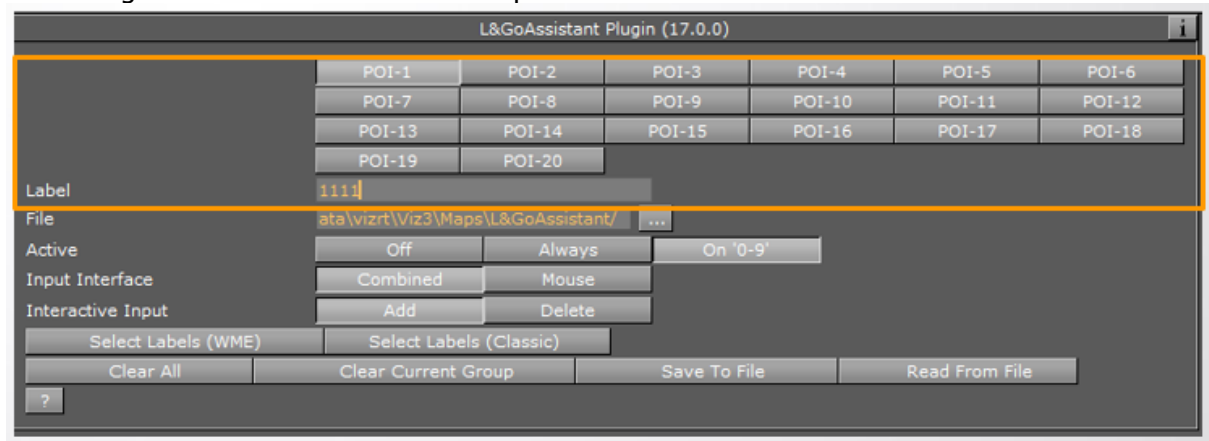 L&GoAssistant Plugin (17.0.0) i
POI-1 POI-2 POI-3 POI-4 POI-5 POI-6
POI-7 POI-8 POI-9 POI-10 POI-11 POI-12
POI-13 POI-14 POI-15 POI-16 POI-17 POI-18
POI-19 POI-20
Label 1111
File ata\vizrt\Viz3\Maps\L&GoAssistant/ ...
Active Off Always On '0-9'
Input Interface Combined Mouse
Interactive Input Add Delete
Select Labels (WME) Select Labels (Classic)
Clear All Clear Current Group Save To File Read From File
?